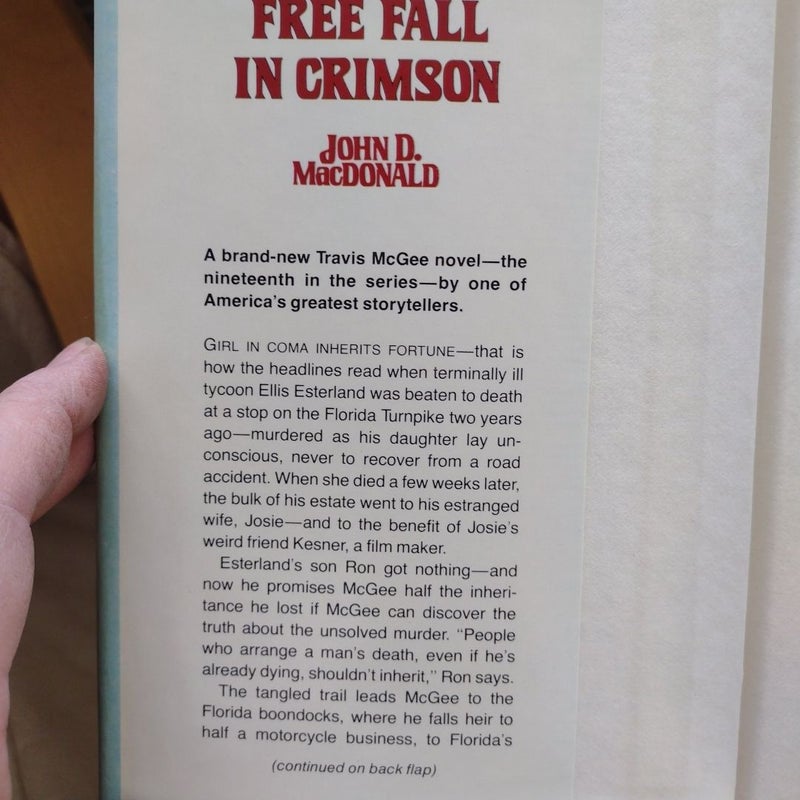 FREE FALL
IN CRIMSON
JOHN D.
MacDONALD
A brand-new Travis McGee novel—the
nineteenth in the series—by one of
America's greatest storytellers.
GIRL IN COMA INHERITS FORTUNE—that is
how the headlines read when terminally ill
tycoon Ellis Esterland was beaten to death
at a stop on the Florida Turnpike two years
ago—murdered as his daughter lay un-
conscious, never to recover from a road
accident. When she died a few weeks later,
the bulk of his estate went to his estranged
wife, Josie—and to the benefit of Josie's
weird friend Kesner, a film maker.
Esterland's son Ron got nothing—and
now he promises McGee half the inheri-
tance he lost if McGee can discover the
truth about the unsolved murder. "People
who arrange a man's death, even if he's
already dying, shouldn't inherit," Ron says.
The tangled trail leads McGee to the
Florida boondocks, where he falls heir to
half a motorcycle business, to Florida's
(continued on back flap)